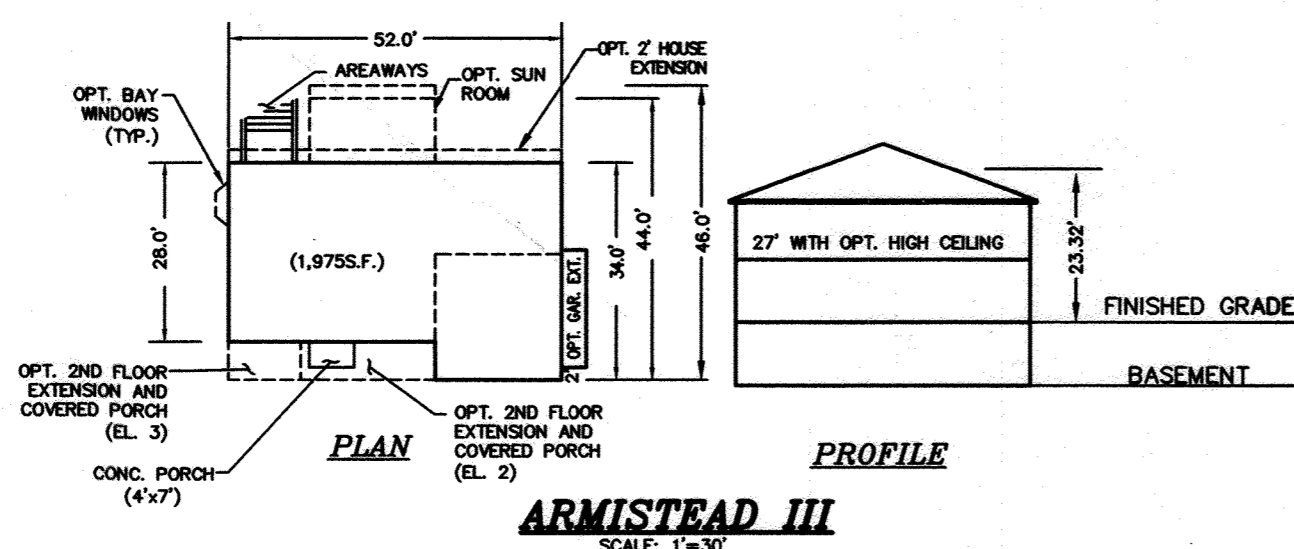 52.0'
OPT. 2' HOUSE
EXTENSION
AREAWAYS
OPT. SUN
ROOM
OPT. BAY
WINDOWS
(TYP.)
28.0'
(1,975S.F.)
34.0'
44.0'
46.0'
2' OPT. GAR. EXT.
27' WITH OPT. HIGH CEILING
23.32'
FINISHED GRADE
BASEMENT
OPT. 2ND FLOOR
EXTENSION AND
COVERED PORCH
(EL. 3)
CONC. PORCH
(4'x7')
OPT. 2ND FLOOR
EXTENSION AND
COVERED PORCH
(EL. 2)
PLAN
PROFILE
ARMISTEAD III
SCALE: 1'=30'